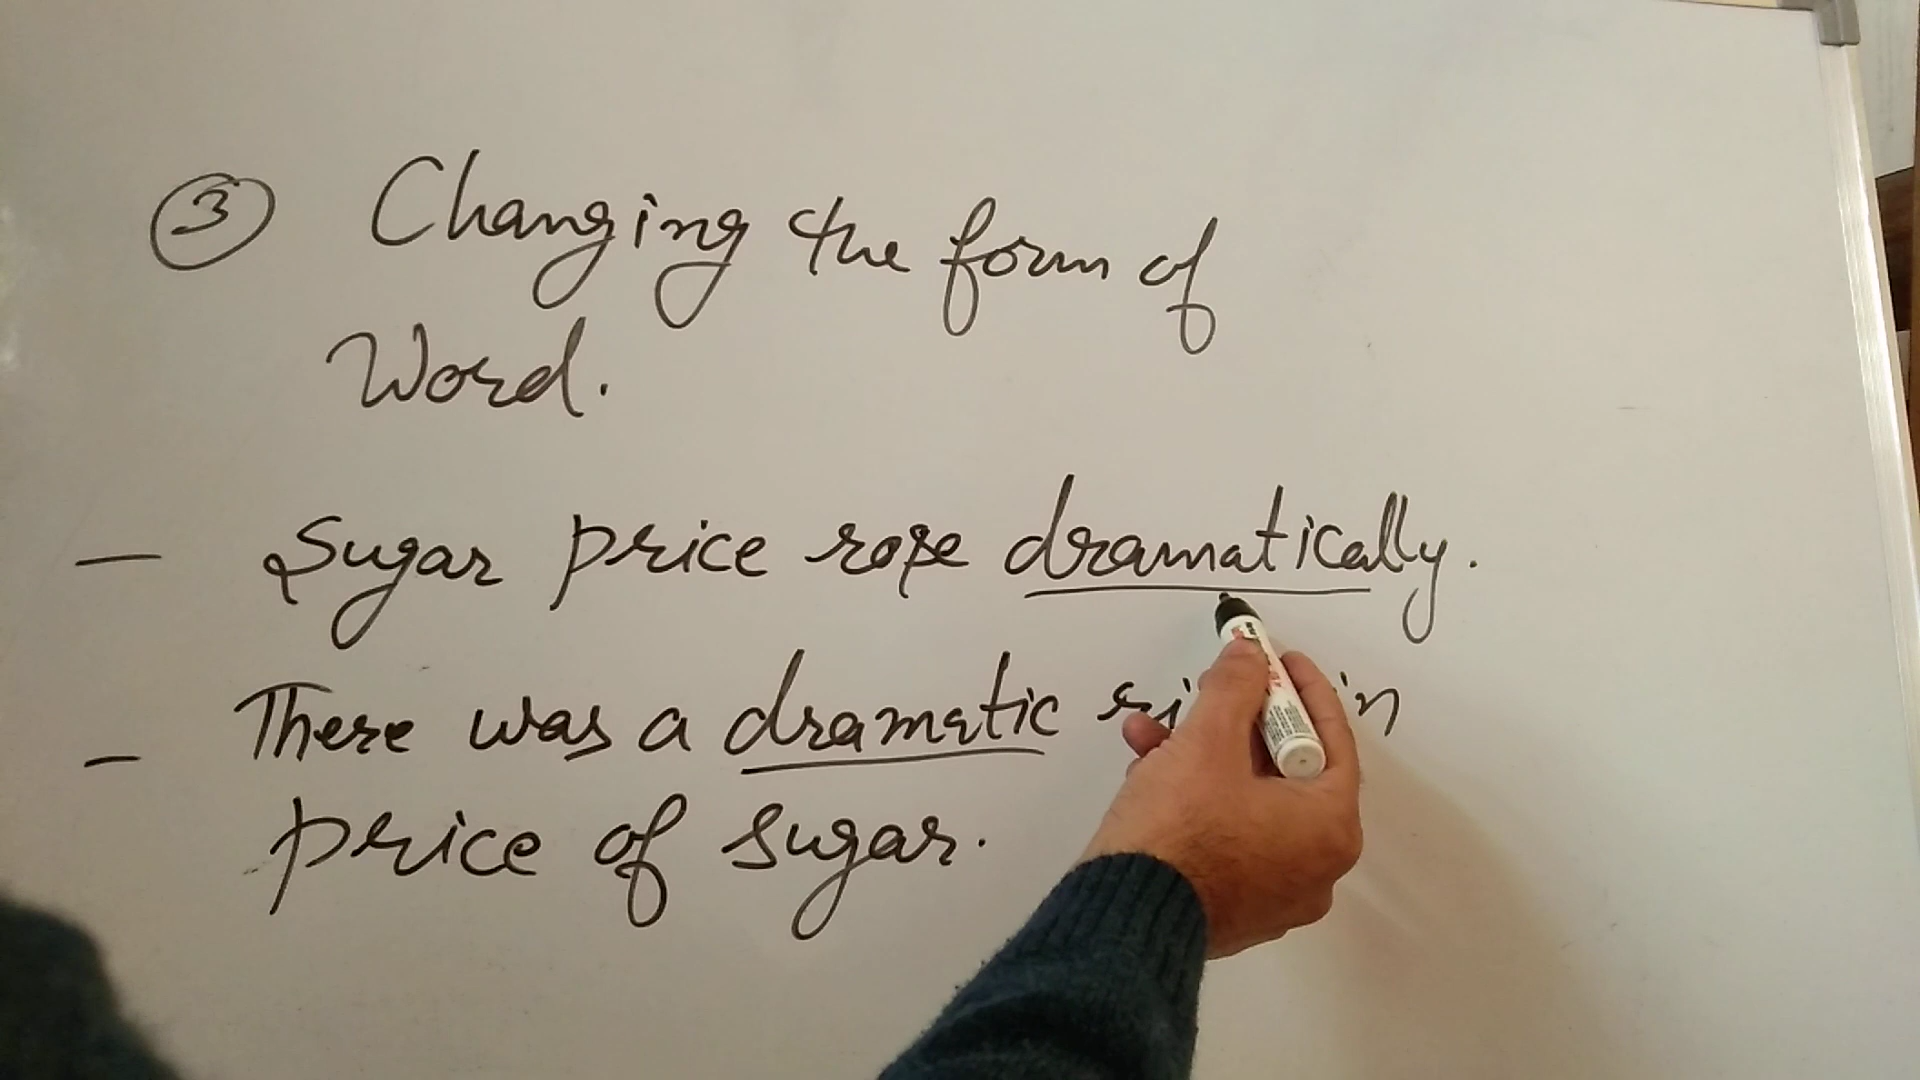 3 Changing the form of
Word.
– Sugar price rose dramatically.
– There was a dramatic in
price of sugar.